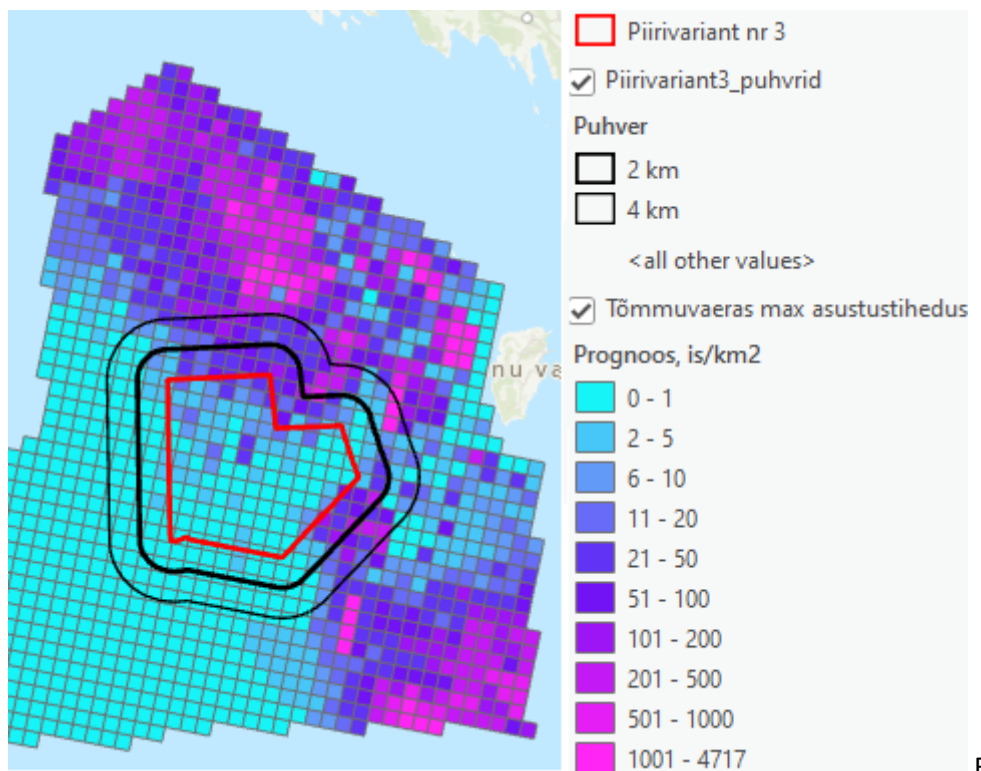 nu va
Piirivariant nr 3
Piirivariant3_puhvrid
Puhver
2 km
4 km
<all other values>
Tõmmuvaeras max asustustihedus
Prognoos, is/km2
0 - 1
2 - 5
6 - 10
11 - 20
21 - 50
51 - 100
101 - 200
201 - 500
501 - 1000
1001 - 4717